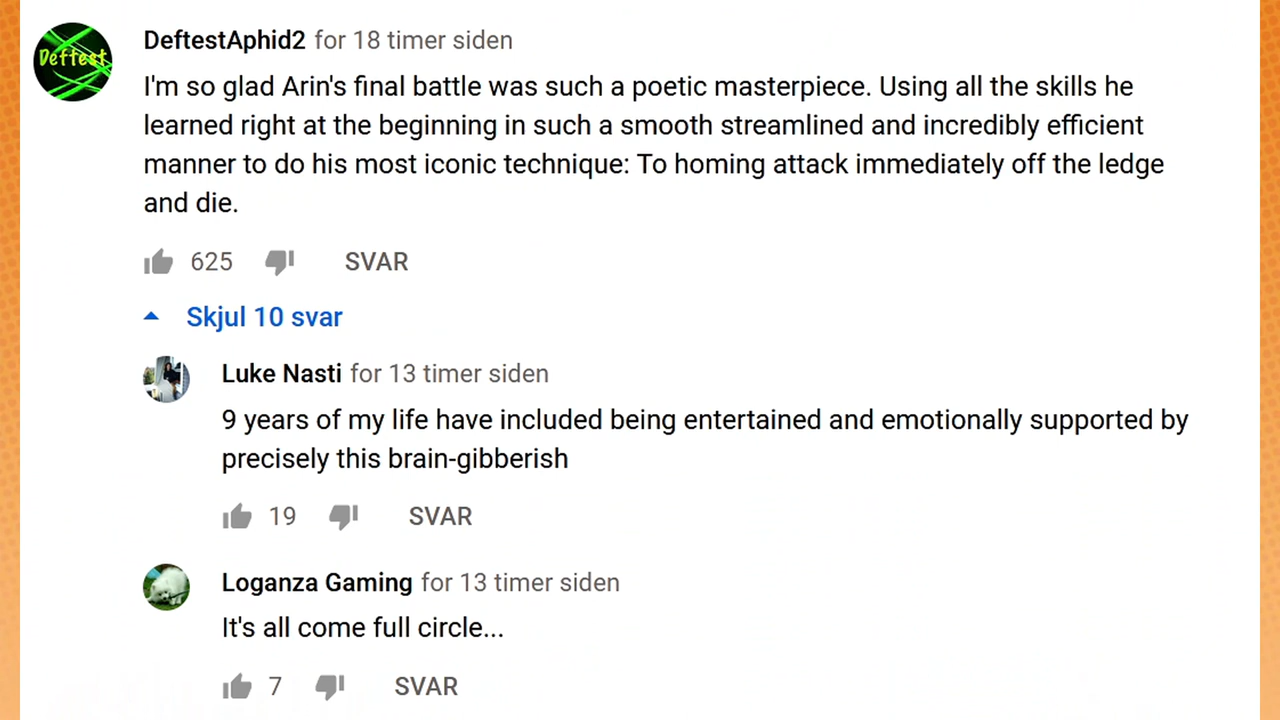 Deftest
DeftestAphid2 for 18 timer siden
I'm so glad Arin's final battle was such a poetic masterpiece. Using all the skills he
learned right at the beginning in such a smooth streamlined and incredibly efficient
manner to do his most iconic technique: To homing attack immediately off the ledge
and die.
625 SVAR
Skjul 10 svar
Luke Nasti for 13 timer siden
9 years of my life have included being entertained and emotionally supported by
precisely this brain-gibberish
19 SVAR
Loganza Gaming for 13 timer siden
It's all come full circle...
7 SVAR